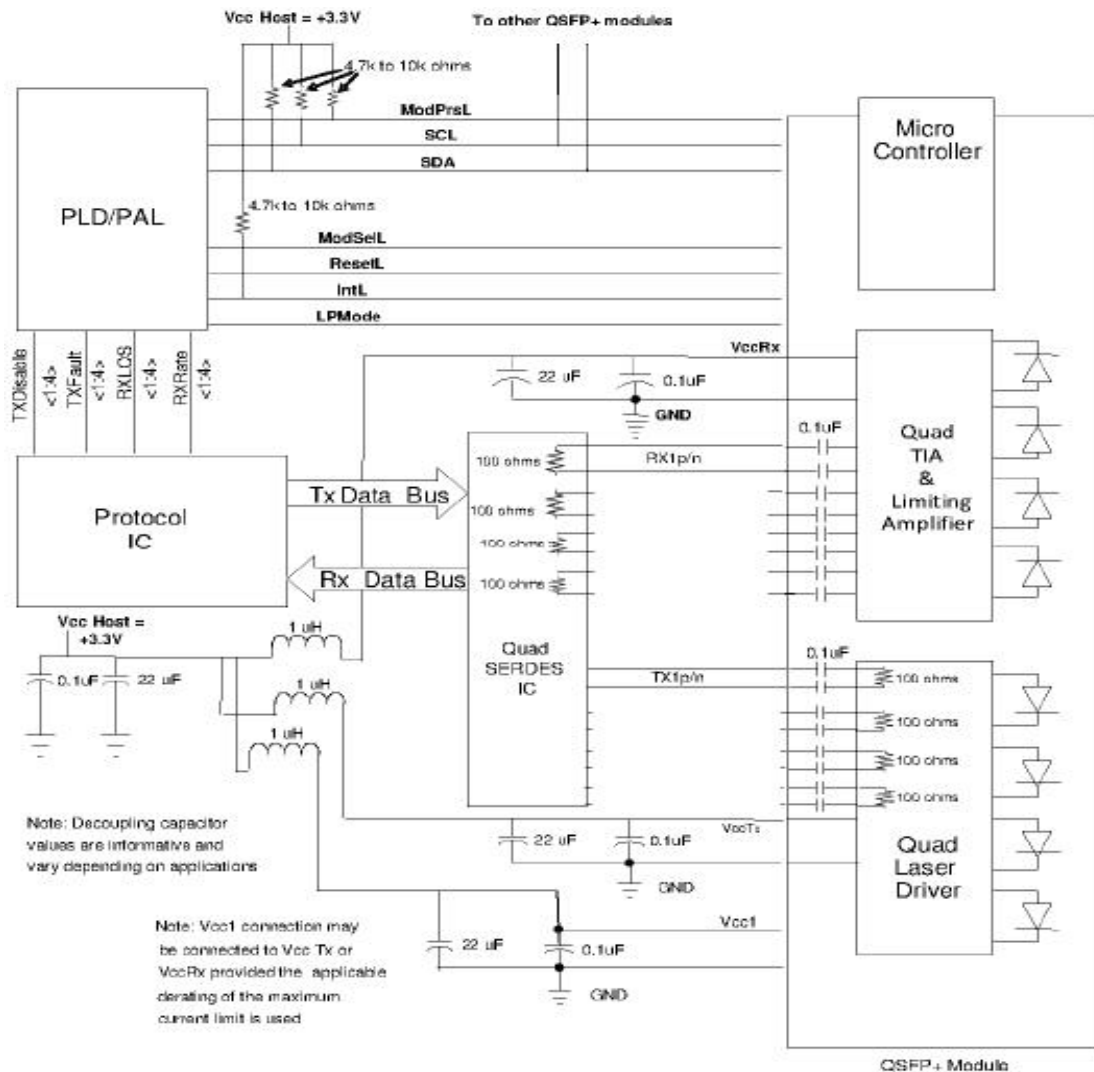 Vcc Host = +3.3V
To other QSFP+ modules
4.7k to 10k ohms
ModPrsL
SCL
SDA
PLD/PAL
4.7k to 10k ohms
ModSelL
ResetL
IntL
LPMode
Micro
Controller
TXDisable
<1:4>
TXFault
<1:4>
RXLOS
<1:4>
RXRate
<1:4>
VccRx
22 uF
0.1uF
GND
0.1uF
Quad
TIA
&
Limiting
Amplifier
Protocol
IC
Tx Data Bus
Rx Data Bus
100 ohms
100 ohms
100 ohms
100 ohms
RX1p/n
Quad
SERDES
IC
Vcc Host =
+3.3V
0.1uF
22 uF
1 uH
1 uH
1 uH
TX1p/n
0.1uF
100 ohms
100 ohms
100 ohms
100 ohms
Quad
Laser
Driver
VccTx
22 uF
0.1uF
GND
Note: Decoupling capacitor
values are informative and
vary depending on applications
Vcc1
22 uF
0.1uF
GND
Note: Vcc1 connection may
be connected to Vcc Tx or
VccRx provided the applicable
derating of the maximum
current limit is used
QSFP+ Module